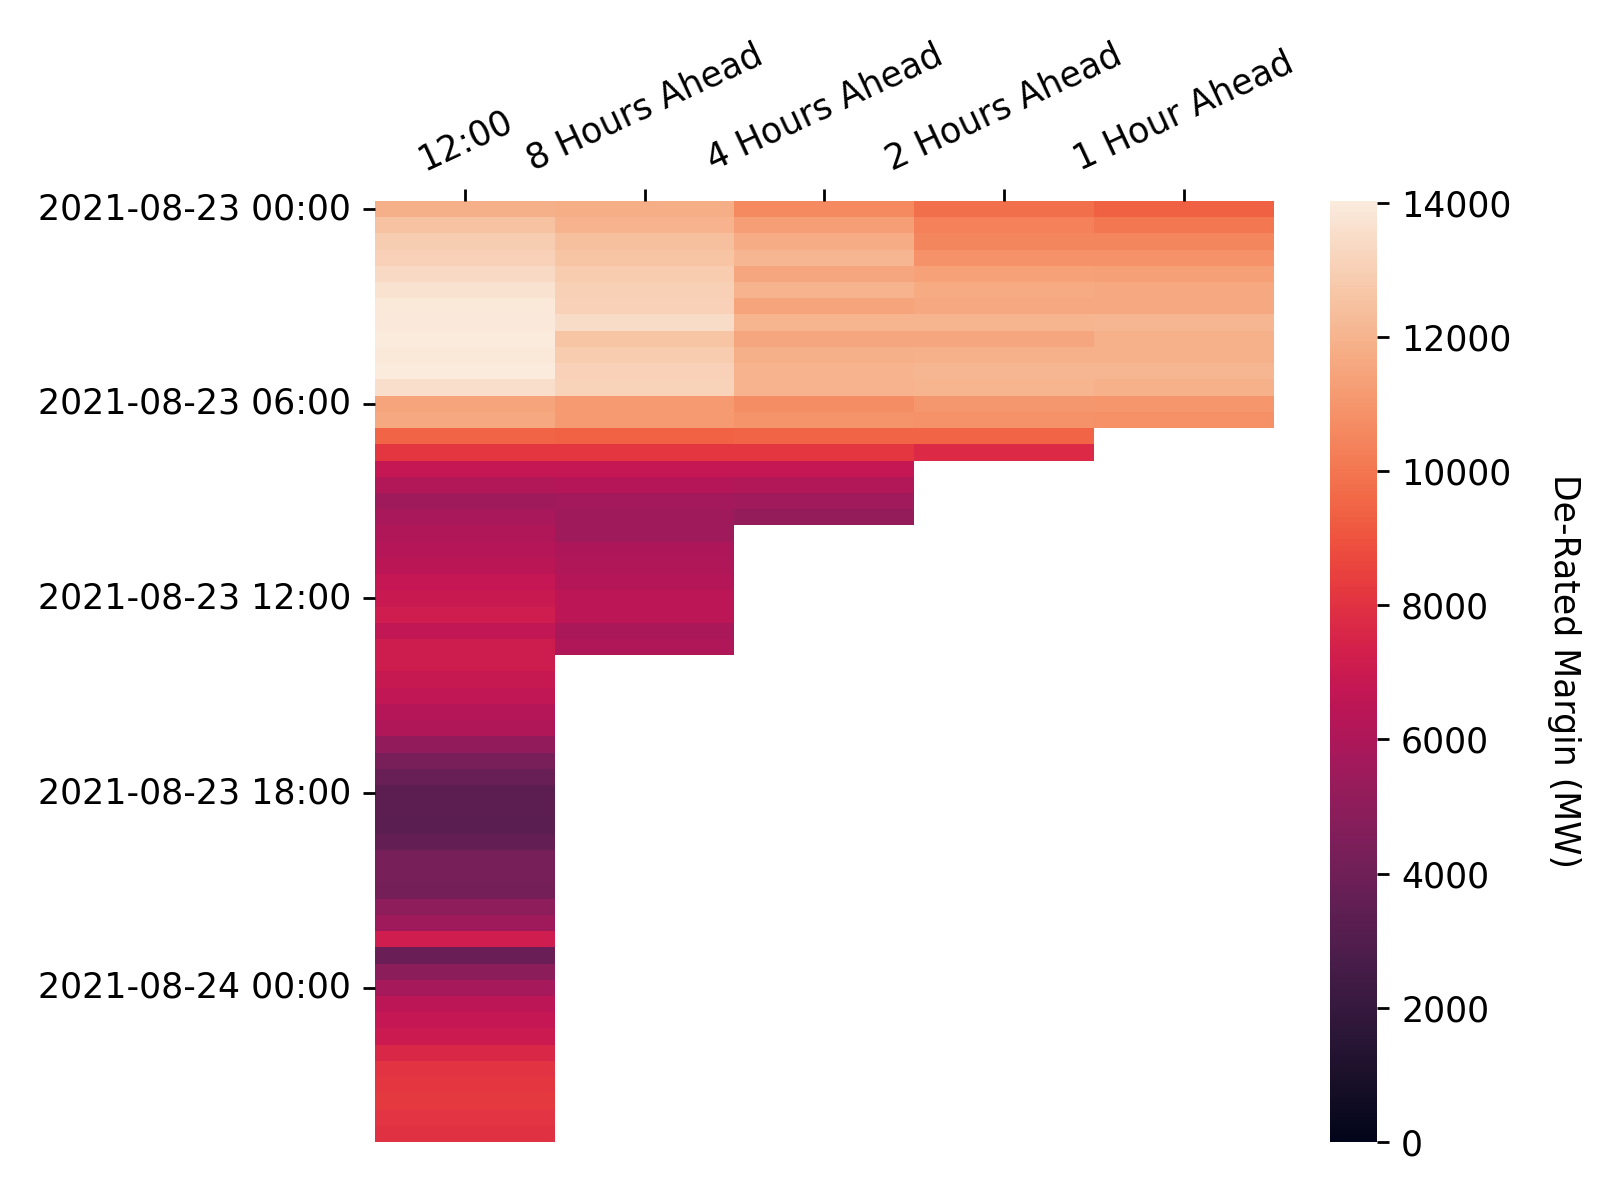 12:00
8 Hours Ahead
4 Hours Ahead
2 Hours Ahead
1 Hour Ahead
2021-08-23 00:00
2021-08-23 06:00
2021-08-23 12:00
2021-08-23 18:00
2021-08-24 00:00
14000
12000
10000
8000
6000
4000
2000
0
De-Rated Margin (MW)